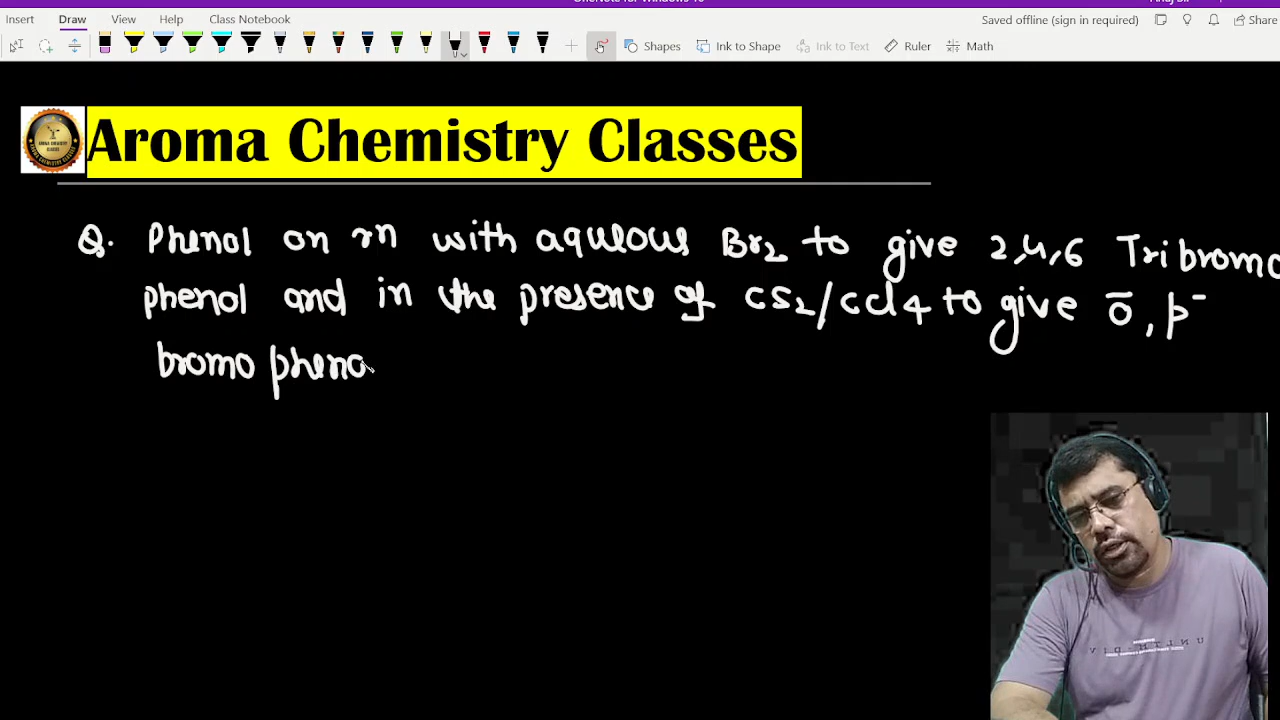 Insert Draw View Help Class Notebook Saved offline (sign in required) Share
Shapes Ink to Shape Ink to Text Ruler Math
Aroma Chemistry Classes
Q. Phenol on rn with aqueous Br2 to give 2,4,6 Tribromo
phenol and in the presence of CS2/CCl4 to give o-, p-
bromo pheno